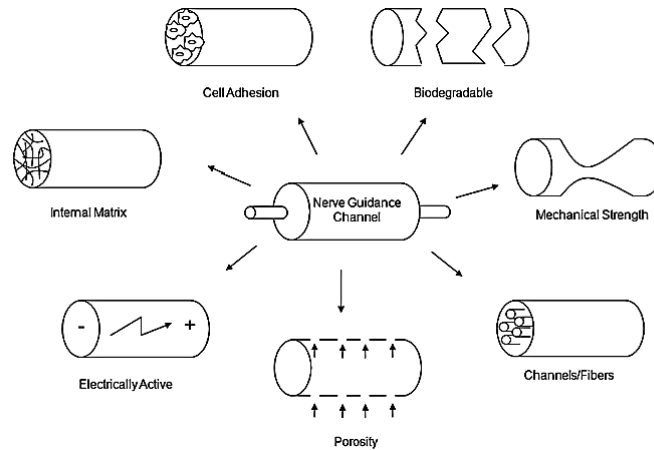 Cell Adhesion
Biodegradable
Internal Matrix
Nerve Guidance
Channel
Mechanical Strength
- +
Electrically Active
Channels/Fibers
Porosity